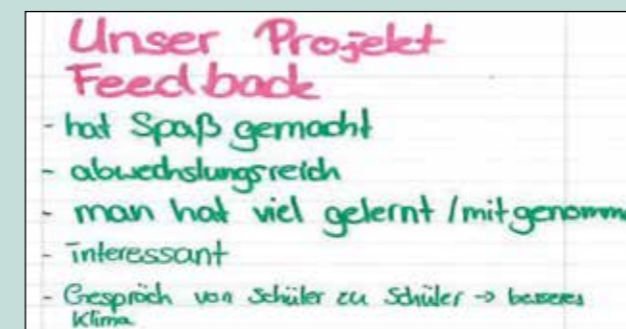 Unser Projekt
Feedback
- hat Spaß gemacht
- abwechslungsreich
- man hat viel gelernt / mitgenomm
- interessant
- Gespräch von Schüler zu Schüler -> besseres
Klima